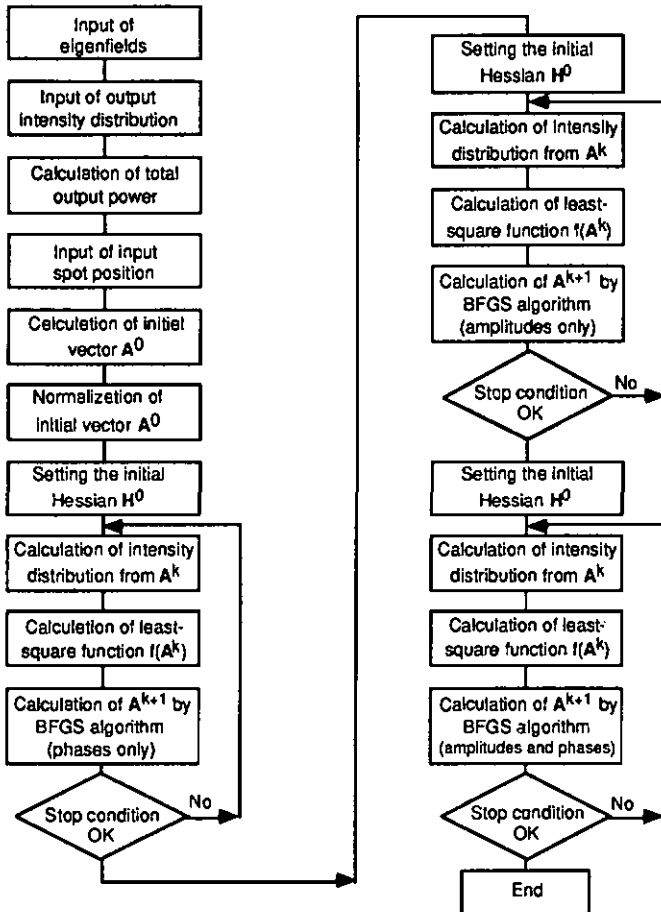 Input of
eigenfields
Input of output
intensity distribution
Calculation of total
output power
Input of input
spot position
Celculation of initiet
vector A⁰
Normalizetion of
initial vector A⁰
Setting the initial
Hessian H⁰
Calculation of intensity
distribution from Aᵏ
Calculetion of least-
square function f(Aᵏ)
Calculation of Aᵏ⁺¹ by
BFGS algorithm
(phases only)
Stop condition
OK
No
Setting the initial
Hessian H⁰
Calculation of intensity
distribution from Aᵏ
Calculation of least-
square function f(Aᵏ)
Calculation of Aᵏ⁺¹ by
BFGS algorithm
(amplitudes only)
Stop condition
OK
No
Setting the initial
Hessian H⁰
Calculation of intensity
distribution from Aᵏ
Calculation of least-
square function f(Aᵏ)
Calculation of Aᵏ⁺¹ by
BFGS algorithm
(amplitudes and phases)
Stop condition
OK
No
End